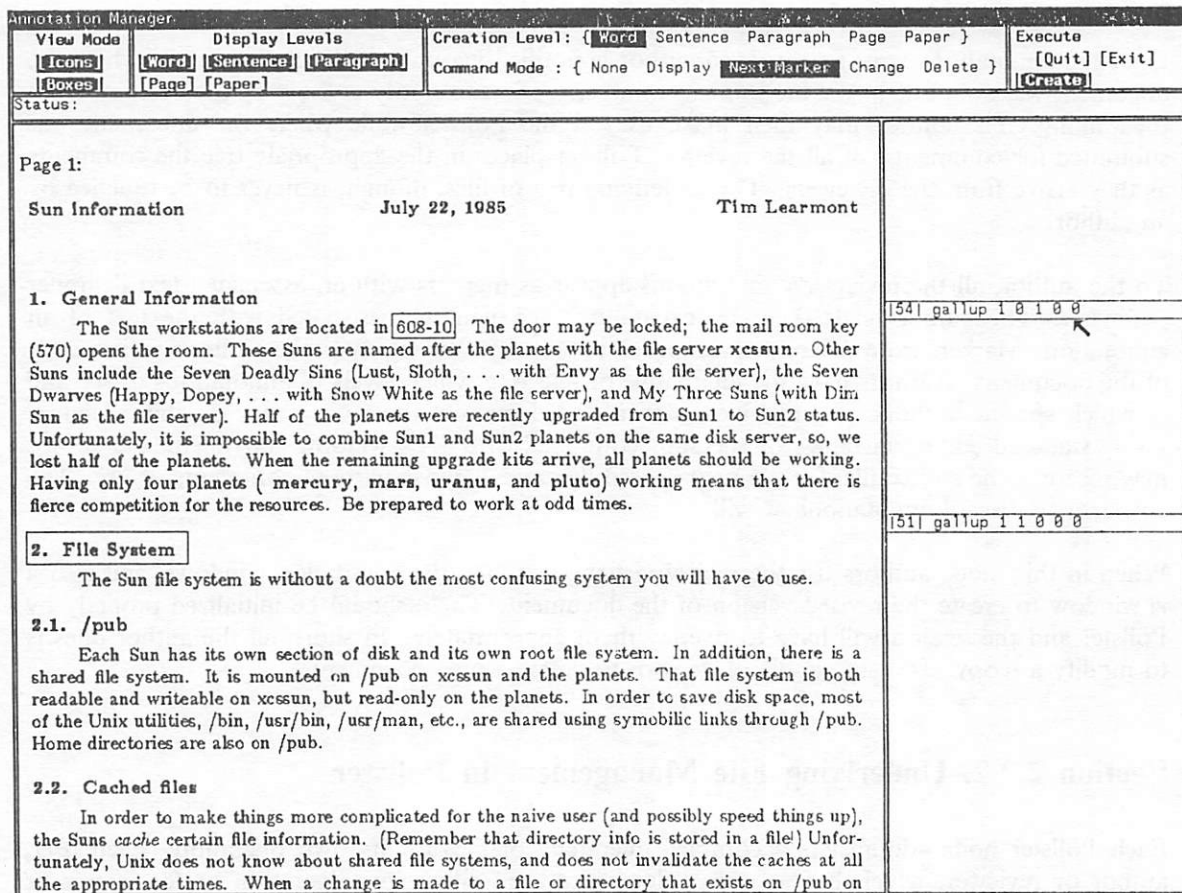 Annotation Manager
View Mode Display Levels Creation Level: { Word Sentence Paragraph Page Paper } Execute
[Icons] [Word] [Sentence] [Paragraph] Command Mode : { None Display Next Marker Change Delete } [Quit] [Exit]
[Boxes] [Page] [Paper] [Create]
Status:
Page 1:
Sun Information July 22, 1985 Tim Learmont
1. General Information
The Sun workstations are located in 608-10 The door may be locked; the mail room key
(570) opens the room. These Suns are named after the planets with the file server xcssun. Other
Suns include the Seven Deadly Sins (Lust, Sloth, . . . with Envy as the file server), the Seven
Dwarves (Happy, Dopey, . . . with Snow White as the file server), and My Three Suns (with Dim
Sun as the file server). Half of the planets were recently upgraded from Sun1 to Sun2 status.
Unfortunately, it is impossible to combine Sun1 and Sun2 planets on the same disk server, so, we
lost half of the planets. When the remaining upgrade kits arrive, all planets should be working.
Having only four planets ( mercury, mars, uranus, and pluto) working means that there is
fierce competition for the resources. Be prepared to work at odd times.
|54| gallup 1 0 1 0 0
|51| gallup 1 1 0 0 0
2. File System
The Sun file system is without a doubt the most confusing system you will have to use.
2.1. /pub
Each Sun has its own section of disk and its own root file system. In addition, there is a
shared file system. It is mounted on /pub on xcssun and the planets. That file system is both
readable and writeable on xcssun, but read-only on the planets. In order to save disk space, most
of the Unix utilities, /bin, /usr/bin, /usr/man, etc., are shared using symobilic links through /pub.
Home directories are also on /pub.
2.2. Cached files
In order to make things more complicated for the naive user (and possibly speed things up),
the Suns cache certain file information. (Remember that directory info is stored in a file!) Unfor-
tunately, Unix does not know about shared file systems, and does not invalidate the caches at all
the appropriate times. When a change is made to a file or directory that exists on /pub on